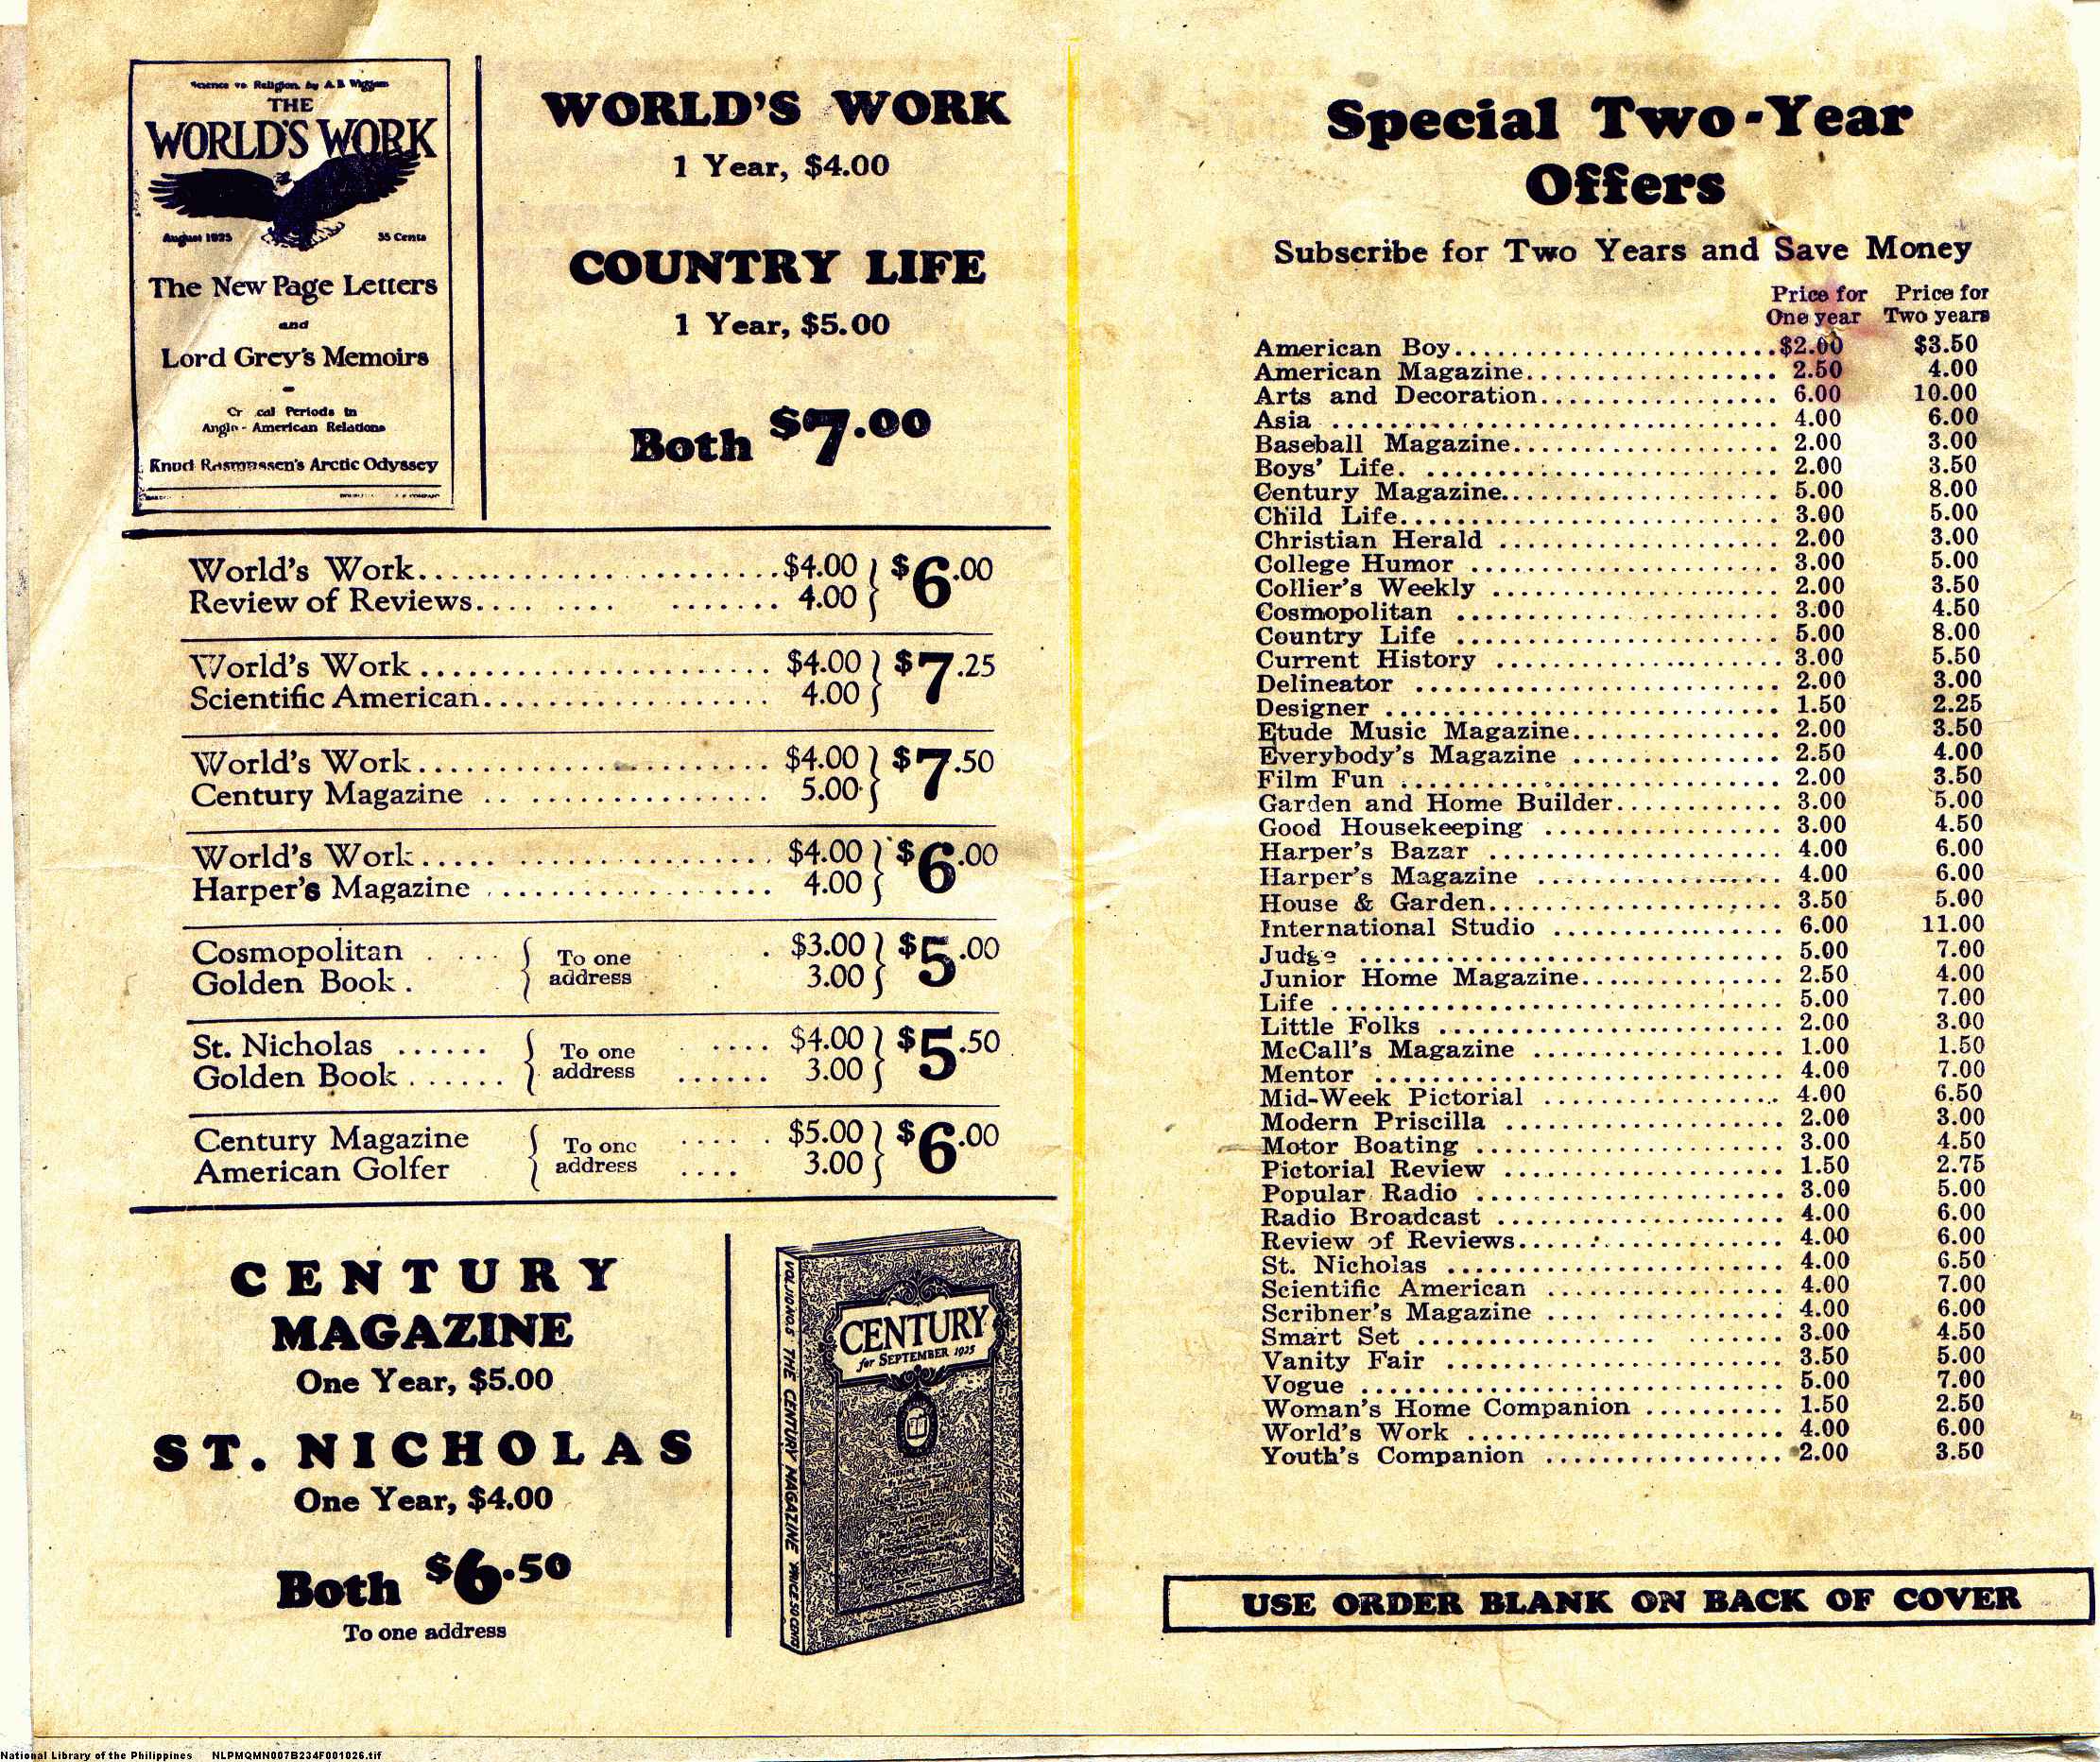 Science vs. Religion, by A.E. Wiggam
THE
WORLD'S WORK
August 1925 35 Cents
The New Page Letters
and
Lord Grey's Memoirs
Cr cal Periods in
Anglo-American Relations
Knud Rasmussen's Arctic Odyssey
WORLD'S WORK
1 Year, $4.00
COUNTRY LIFE
1 Year, $5.00
Both $7.00
World's Work $4.00 $6.00
Review of Reviews 4.00
World's Work $4.00 $7.25
Scientific American 4.00
World's Work $4.00 $7.50
Century Magazine 5.00
World's Work $4.00 $6.00
Harper's Magazine 4.00
Cosmopolitan To one $3.00 $5.00
Golden Book address 3.00
St. Nicholas To one $4.00 $5.50
Golden Book address 3.00
Century Magazine To one $5.00 $6.00
American Golfer address 3.00
CENTURY
MAGAZINE
One Year, $5.00
ST. NICHOLAS
One Year, $4.00
Both $6.50
To one address
VOL. 110 NO. 5 THE CENTURY MAGAZINE PRICE 50 CENTS
CENTURY
for SEPTEMBER 1925
Special Two-Year
Offers
Subscribe for Two Years and Save Money
Price for Price for
One year Two years
American Boy $2.00 $3.50
American Magazine 2.50 4.00
Arts and Decoration 6.00 10.00
Asia 4.00 6.00
Baseball Magazine 2.00 3.00
Boys' Life 2.00 3.50
Century Magazine 5.00 8.00
Child Life 3.00 5.00
Christian Herald 2.00 3.00
College Humor 3.00 5.00
Collier's Weekly 2.00 3.50
Cosmopolitan 3.00 4.50
Country Life 5.00 8.00
Current History 3.00 5.50
Delineator 2.00 3.00
Designer 1.50 2.25
Etude Music Magazine 2.00 3.50
Everybody's Magazine 2.50 4.00
Film Fun 2.00 3.50
Garden and Home Builder 3.00 5.00
Good Housekeeping 3.00 4.50
Harper's Bazar 4.00 6.00
Harper's Magazine 4.00 6.00
House & Garden 3.50 5.00
International Studio 6.00 11.00
Judge 5.00 7.00
Junior Home Magazine 2.50 4.00
Life 5.00 7.00
Little Folks 2.00 3.00
McCall's Magazine 1.00 1.50
Mentor 4.00 7.00
Mid-Week Pictorial 4.00 6.50
Modern Priscilla 2.00 3.00
Motor Boating 3.00 4.50
Pictorial Review 1.50 2.75
Popular Radio 3.00 5.00
Radio Broadcast 4.00 6.00
Review of Reviews 4.00 6.00
St. Nicholas 4.00 6.50
Scientific American 4.00 7.00
Scribner's Magazine 4.00 6.00
Smart Set 3.00 4.50
Vanity Fair 3.50 5.00
Vogue 5.00 7.00
Woman's Home Companion 1.50 2.50
World's Work 4.00 6.00
Youth's Companion 2.00 3.50
USE ORDER BLANK ON BACK OF COVER
National Library of the Philippines NLPMQMN007B234F001026.tif